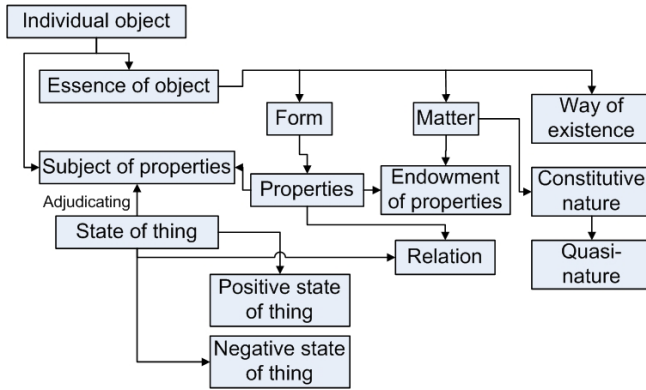 Individual object
Essence of object
Form
Matter
Way of
existence
Subject of properties
Properties
Endowment
of properties
Constitutive
nature
Adjudicating
State of thing
Relation
Quasi-
nature
Positive state
of thing
Negative state
of thing